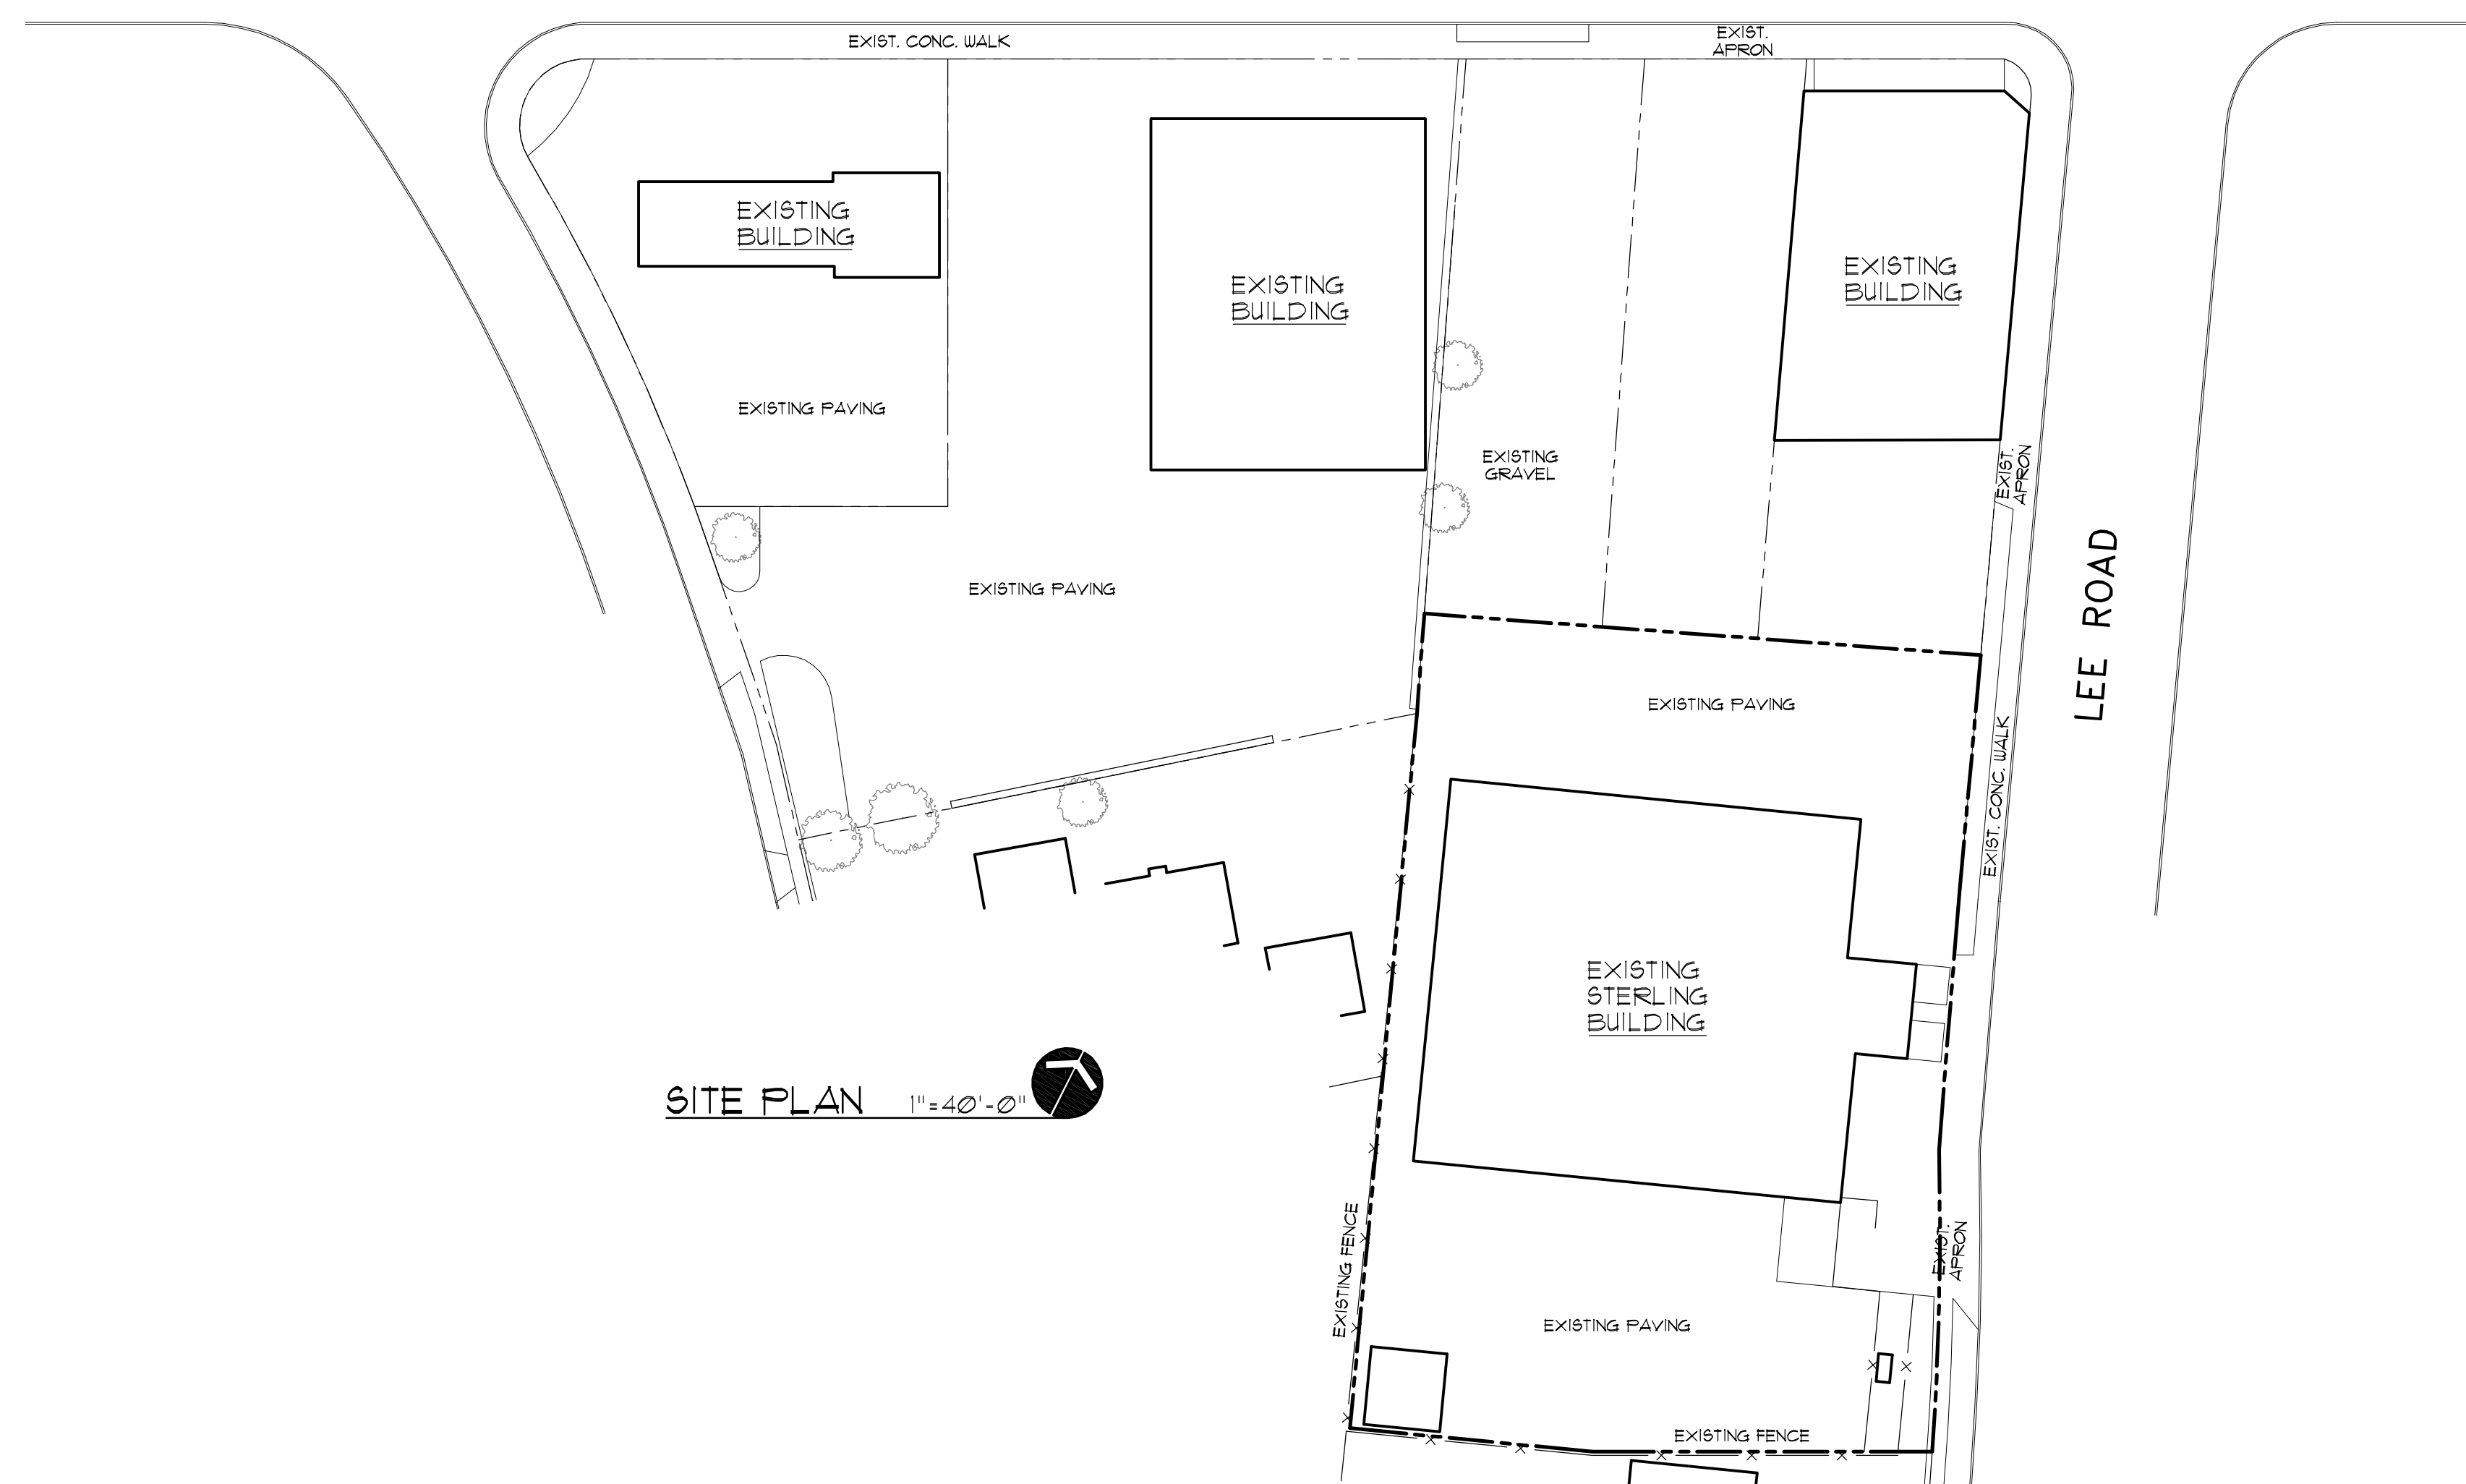 EXIST. CONC. WALK
EXIST.
APRON
EXISTING
BUILDING
EXISTING
BUILDING
EXISTING
BUILDING
EXISTING PAVING
EXISTING
GRAVEL
EXIST.
APRON
EXISTING PAVING
LEE ROAD
EXISTING PAVING
EXIST. CONC. WALK
EXISTING
STERLING
BUILDING
SITE PLAN 1"=40'-0"
EXISTING FENCE
EXIST.
APRON
EXISTING PAVING
EXISTING FENCE